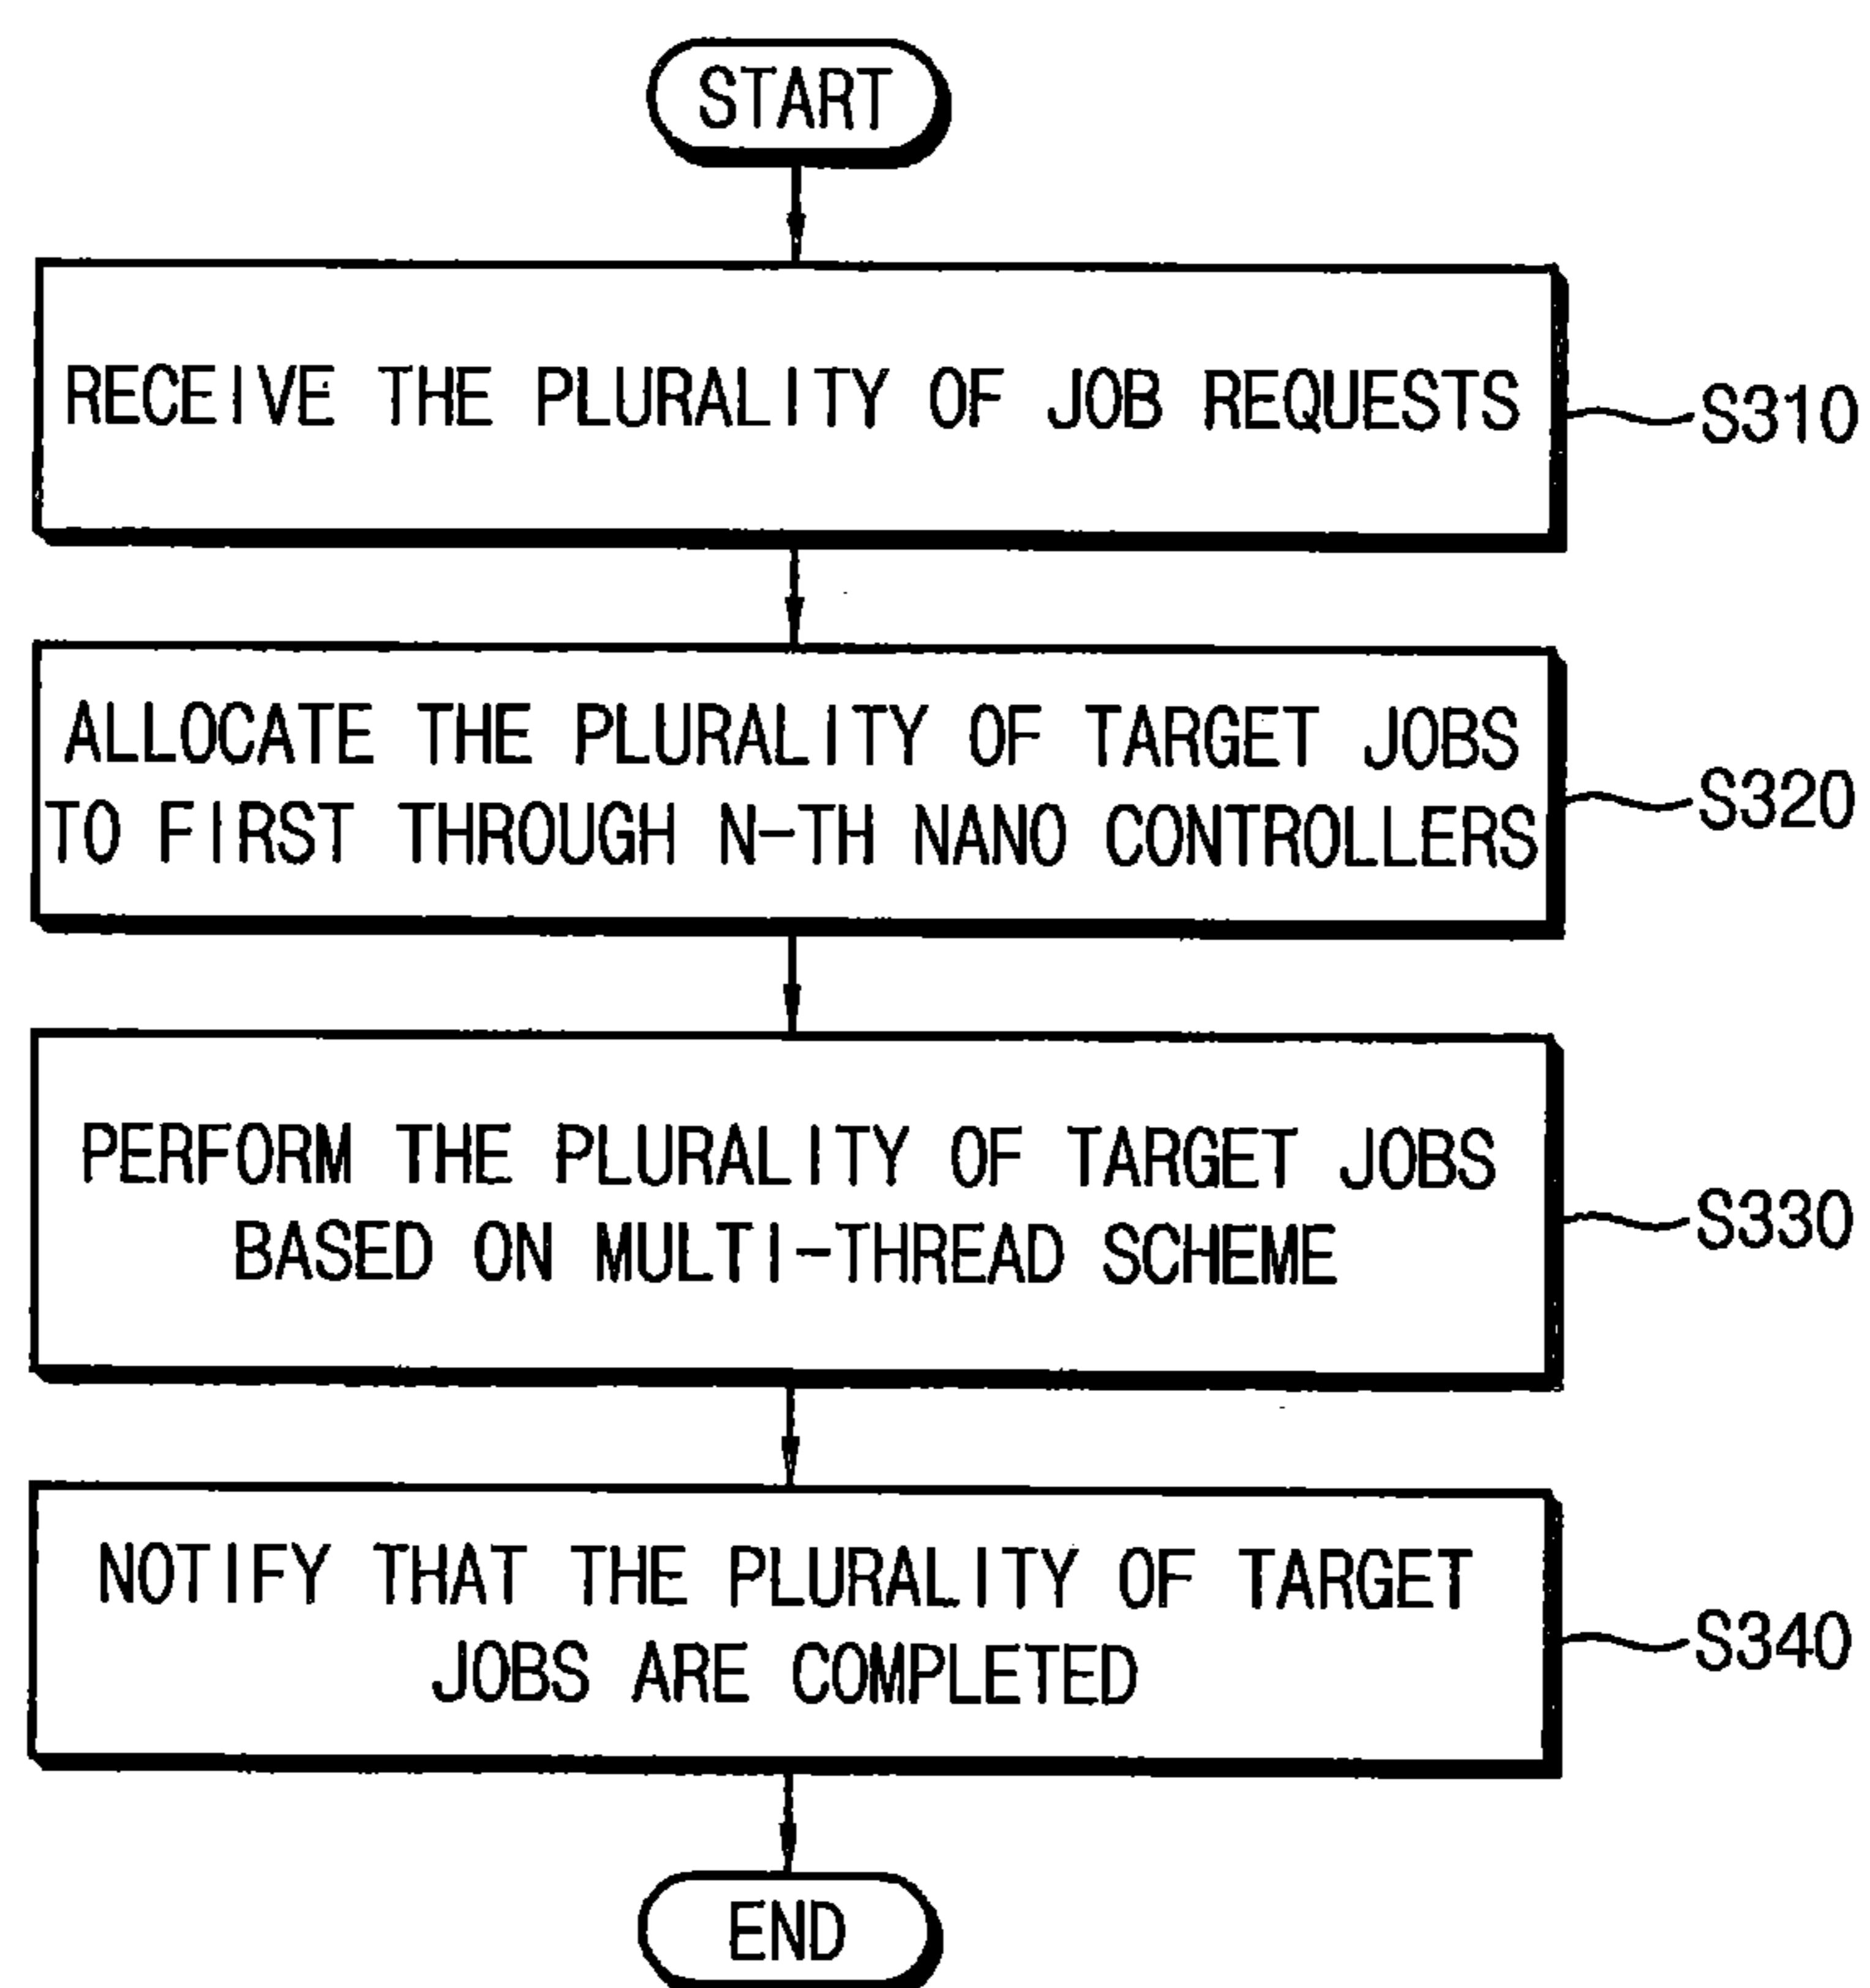 START
RECEIVE THE PLURALITY OF JOB REQUESTS
S310
ALLOCATE THE PLURALITY OF TARGET JOBS
TO FIRST THROUGH N-TH NANO CONTROLLERS
S320
PERFORM THE PLURALITY OF TARGET JOBS
BASED ON MULTI-THREAD SCHEME
S330
NOTIFY THAT THE PLURALITY OF TARGET
JOBS ARE COMPLETED
S340
END